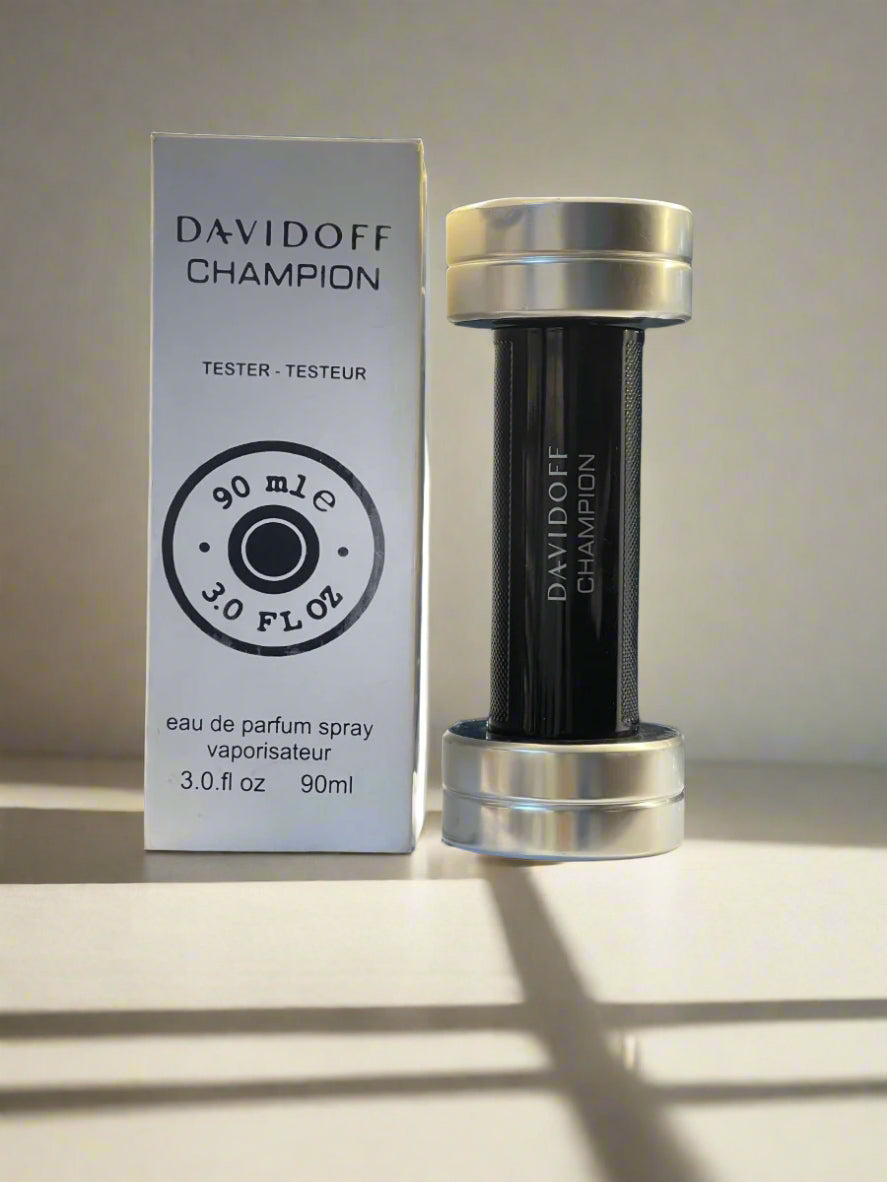 DAVIDOFF
CHAMPION
TESTER - TESTEUR
90 ml e
3.0 FL OZ
eau de parfum spray
vaporisateur
3.0.fl oz 90ml
DAVIDOFF
CHAMPION